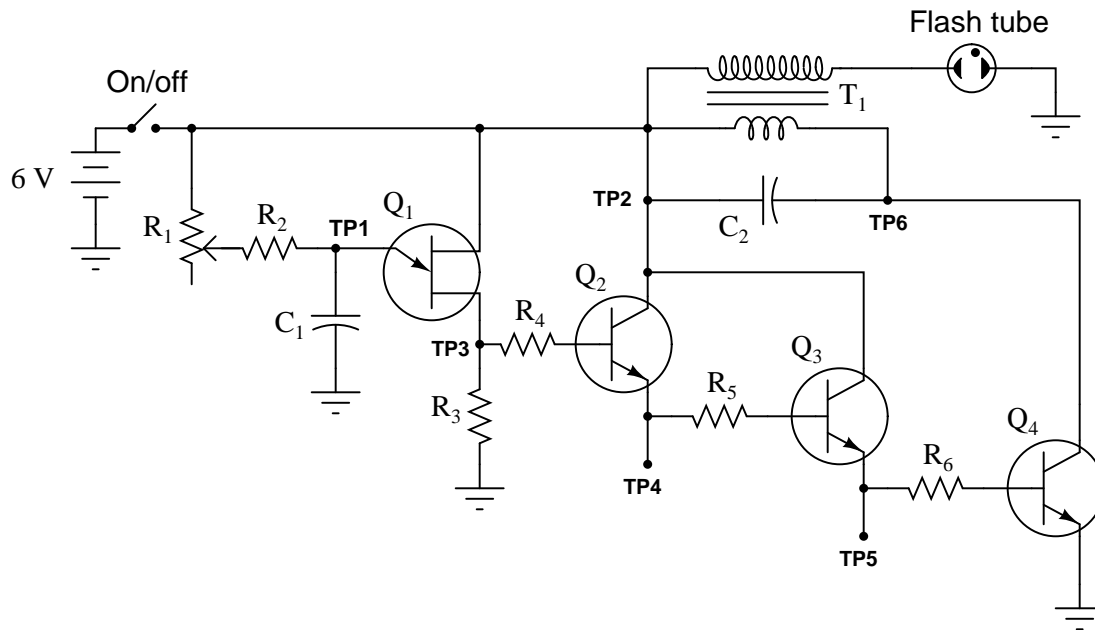 Flash tube
On/off
T1
6 V
TP2
C2
TP6
R1
R2
TP1
Q1
Q2
C1
TP3
R4
Q3
R3
R5
Q4
TP4
R6
TP5